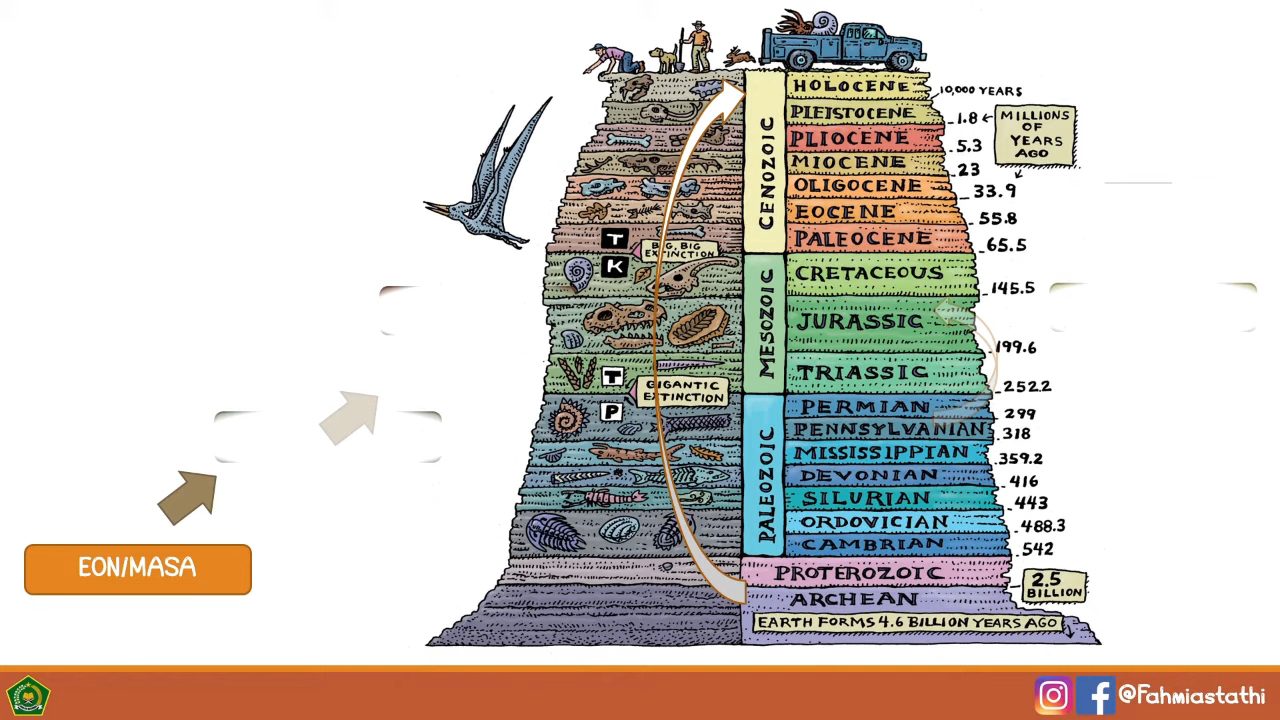 HOLOCENE
10,000 YEARS
PLEISTOCENE
1.8
MILLIONS
OF
YEARS
AGO
PLIOCENE
5.3
MIOCENE
23
OLIGOCENE
33.9
EOCENE
55.8
PALEOCENE
65.5
CENOZOIC
T
BIG, BIG
EXTINCTION
K
CRETACEOUS
145.5
JURASSIC
199.6
TRIASSIC
252.2
MESOZOIC
T
GIGANTIC
EXTINCTION
P
PERMIAN
299
PENNSYLVANIAN
318
MISSISSIPPIAN
359.2
DEVONIAN
416
SILURIAN
443
ORDOVICIAN
488.3
CAMBRIAN
542
PALEOZOIC
EON/MASA
PROTEROZOIC
2.5
BILLION
ARCHEAN
EARTH FORMS 4.6 BILLION YEARS AGO
@Fahmiastathi